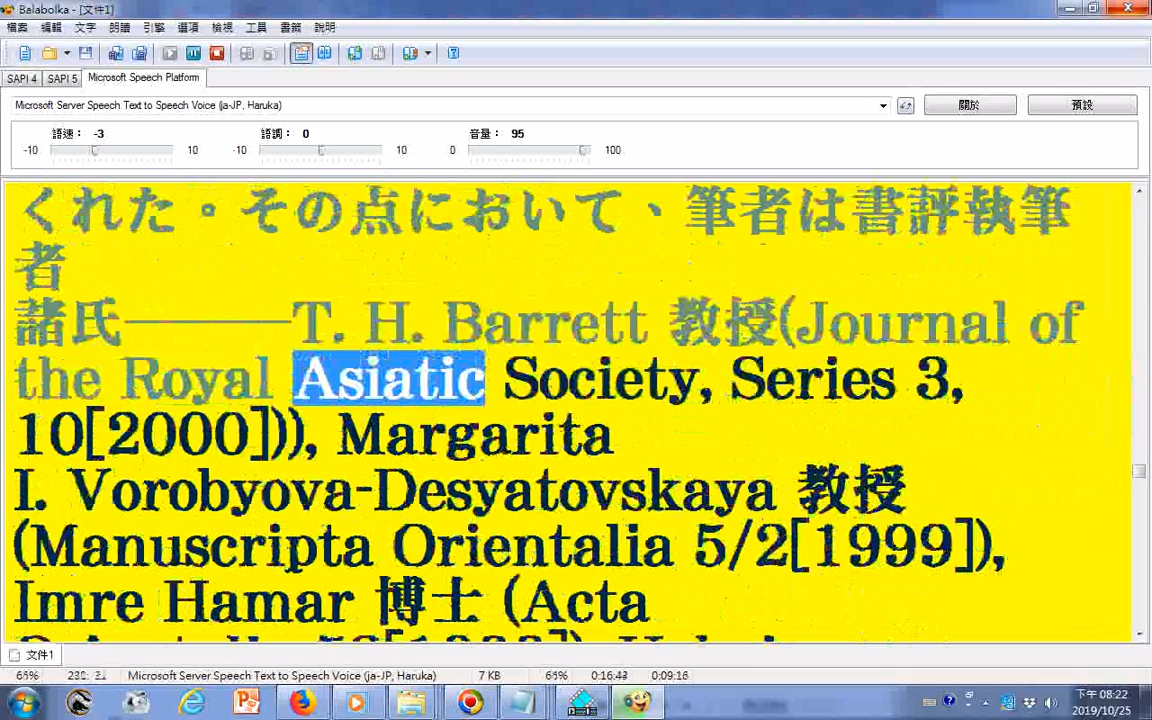 Balabolka - [文件1]
檔案 編輯 文字 朗讀 引擎 選項 檢視 工具 書籤 說明
SAPI 4 SAPI 5 Microsoft Speech Platform
Microsoft Server Speech Text to Speech Voice (ja-JP, Haruka) 關於 預設
語速： -3 語調： 0 音量： 95
-10 10 -10 10 0 100
くれた。その点において、筆者は書評執筆
者
諸氏———T. H. Barrett 教授(Journal of
the Royal Asiatic Society, Series 3,
10[2000])), Margarita
I. Vorobyova-Desyatovskaya 教授
(Manuscripta Orientalia 5/2[1999]),
Imre Hamar 博士 (Acta
文件1
Microsoft Server Speech Text to Speech Voice (ja-JP, Haruka) 7 KB 0:16:43 0:09:16
下午 08:22
2019/10/25